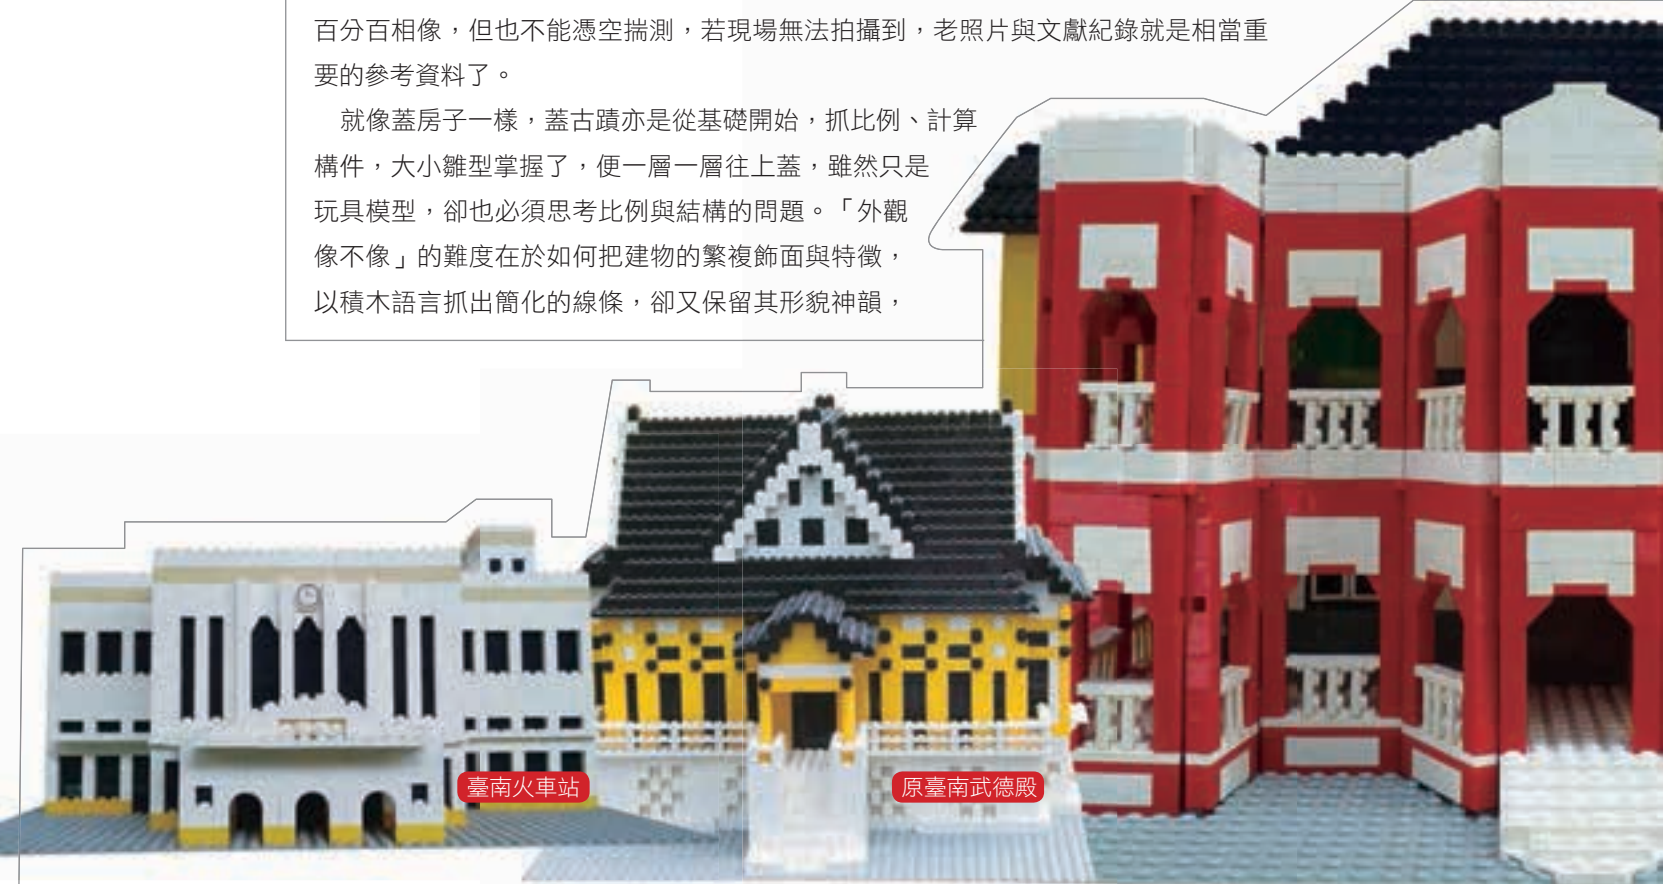 百分百相像，但也不能憑空揣測，若現場無法拍攝到，老照片與文獻紀錄就是相當重
要的參考資料了。
就像蓋房子一樣，蓋古蹟亦是從基礎開始，抓比例、計算
構件，大小雛型掌握了，便一層一層往上蓋，雖然只是
玩具模型，卻也必須思考比例與結構的問題。「外觀
像不像」的難度在於如何把建物的繁複飾面與特徵，
以積木語言抓出簡化的線條，卻又保留其形貌神韻，
臺南火車站
原臺南武德殿